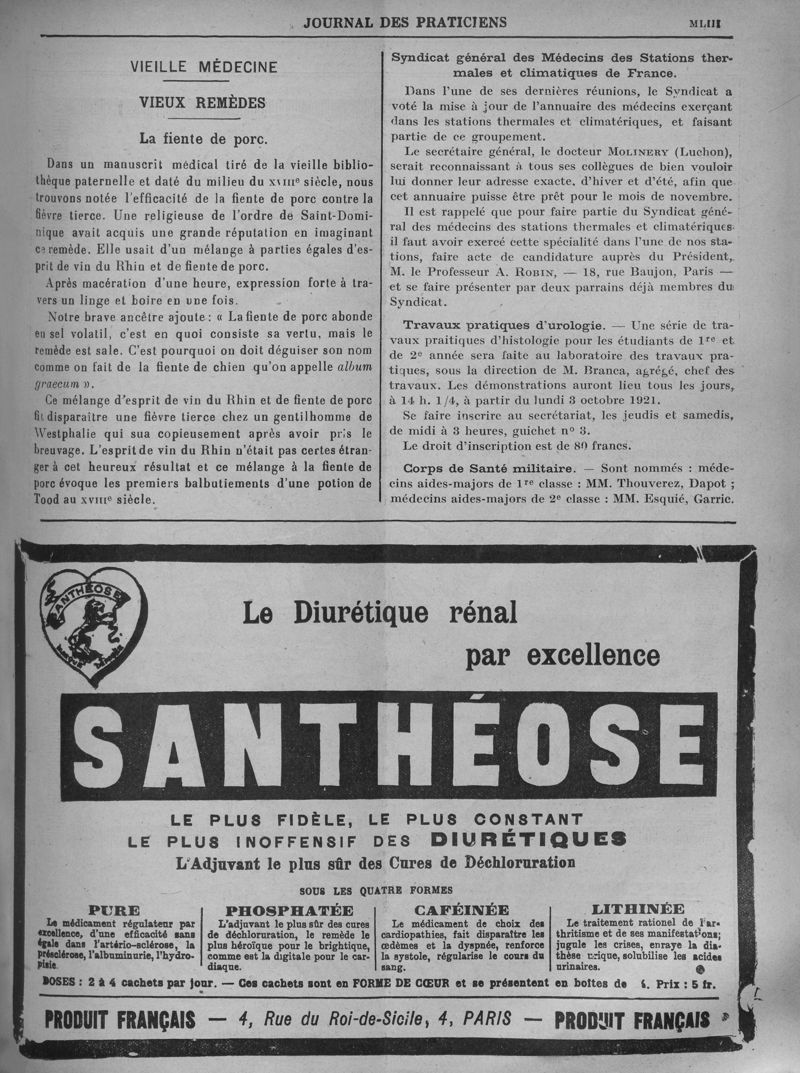 JOURNAL DES PRATICIENS
MLIII
VIEILLE MÉDECINE
VIEUX REMÈDES
La fiente de porc.
Dans un manuscrit médical tiré de la vieille biblio-
thèque paternelle et daté du milieu du XVIIIe siècle, nous
trouvons notée l'efficacité de la fiente de porc contre la
fièvre tierce. Une religieuse de l'ordre de Saint-Domi-
nique avait acquis une grande réputation en imaginant
ce remède. Elle usait d'un mélange à parties égales d'es-
prit de vin du Rhin et de fiente de porc.
Après macération d'une heure, expression forte à tra-
vers un linge et boire en une fois.
Notre brave ancêtre ajoute : « La fiente de porc abonde
en sel volatil, c'est en quoi consiste sa vertu, mais le
remède est sale. C'est pourquoi on doit déguiser son nom
comme on fait de la fiente de chien qu'on appelle album
graecum ».
Ce mélange d'esprit de vin du Rhin et de fiente de porc
fit disparaître une fièvre tierce chez un gentilhomme de
Westphalie qui sua copieusement après avoir pris le
breuvage. L'esprit de vin du Rhin n'était pas certes étran-
ger à cet heureux résultat et ce mélange à la fiente de
porc évoque les premiers balbutiements d'une potion de
Tood au XVIIIe siècle.
Syndicat général des Médecins des Stations ther-
males et climatiques de France.
Dans l'une de ses dernières réunions, le Syndicat a
voté la mise à jour de l'annuaire des médecins exerçant
dans les stations thermales et climatériques, et faisant
partie de ce groupement.
Le secrétaire général, le docteur MOLINERY (Luchon),
serait reconnaissant à tous ses collègues de bien vouloir
lui donner leur adresse exacte, d'hiver et d'été, afin que
cet annuaire puisse être prêt pour le mois de novembre.
Il est rappelé que pour faire partie du Syndicat géné-
ral des médecins des stations thermales et climatériques
il faut avoir exercé cette spécialité dans l'une de nos sta-
tions, faire acte de candidature auprès du Président,
M. le Professeur A. ROBIN, — 18, rue Baujon, Paris —
et se faire présenter par deux parrains déjà membres du
Syndicat.
Travaux pratiques d'urologie. — Une série de tra-
vaux praitiques d'histologie pour les étudiants de 1re et
de 2e année sera faite au laboratoire des travaux pra-
tiques, sous la direction de M. Branca, agrégé, chef des
travaux. Les démonstrations auront lieu tous les jours,
à 14 h. 1/4, à partir du lundi 3 octobre 1921.
Se faire inscrire au secrétariat, les jeudis et samedis,
de midi à 3 heures, guichet n° 3.
Le droit d'inscription est de 80 francs.
Corps de Santé militaire. — Sont nommés : méde-
cins aides-majors de 1re classe : MM. Thouverez, Dapot ;
médecins aides-majors de 2e classe : MM. Esquié, Garric.
SANTHÉOSE
Le Diurétique rénal
par excellence
SANTHÉOSE
LE PLUS FIDÈLE, LE PLUS CONSTANT
LE PLUS INOFFENSIF DES DIURÉTIQUES
L'Adjuvant le plus sûr des Cures de Déchloruration
SOUS LES QUATRE FORMES
PURE
Le médicament régulateur par
excellence, d'une efficacité sans
égale dans l'artério-sclérose, la
présclérose, l'albuminurie, l'hydro-
pisie.
PHOSPHATÉE
L'adjuvant le plus sûr des cures
de déchloruration, le remède le
plus héroïque pour le brightique,
comme est la digitale pour le car-
diaque.
CAFÉINÉE
Le médicament de choix des
cardiopathies, fait disparaître les
œdèmes et la dyspnée, renforce
la systole, régularise le cours du
sang.
LITHINÉE
Le traitement rationel de l'ar-
thritisme et de ses manifestations;
jugule les crises, enraye la dia-
thèse urique, solubilise les acides
urinaires.
DOSES : 2 à 4 cachets par jour. — Ces cachets sont en FORME DE CŒUR et se présentent en boîtes de Prix : 5 fr.
PRODUIT FRANÇAIS — 4, Rue du Roi-de-Sicile, 4, PARIS — PRODUIT FRANÇAIS